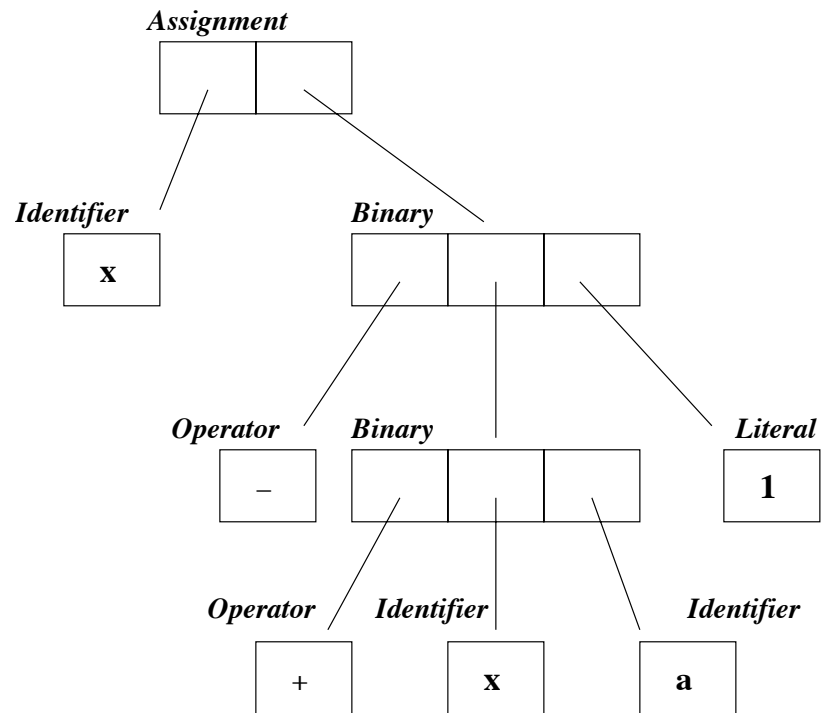 Assignment
Identifier Binary
x
Operator Binary Literal
– 1
Operator Identifier Identifier
+ x a